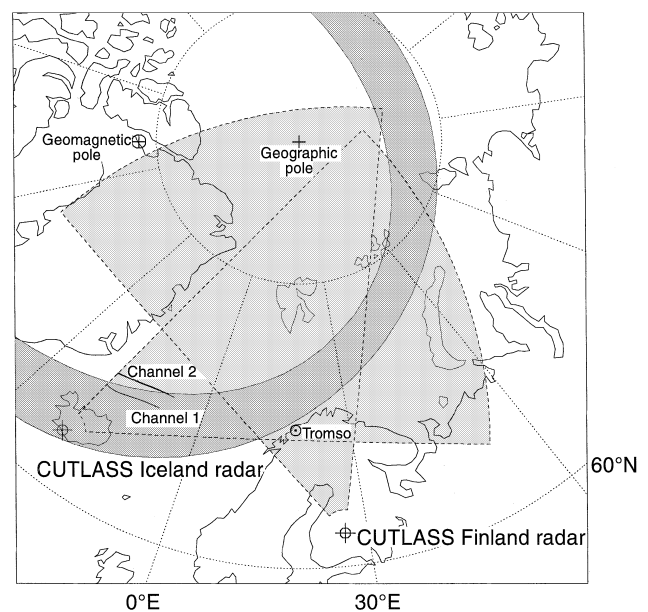 Geomagnetic
pole
Geographic
pole
Channel 2
Channel 1
Tromso
CUTLASS Iceland radar
60°N
CUTLASS Finland radar
0°E
30°E